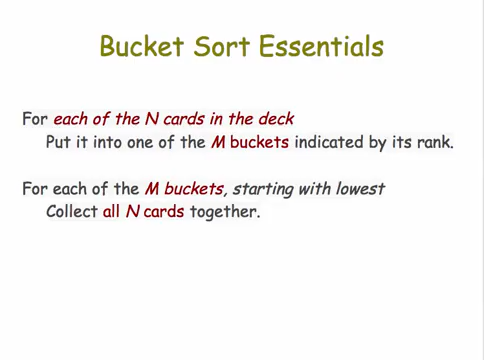 Bucket Sort Essentials
For each of the N cards in the deck
Put it into one of the M buckets indicated by its rank.
For each of the M buckets, starting with lowest
Collect all N cards together.